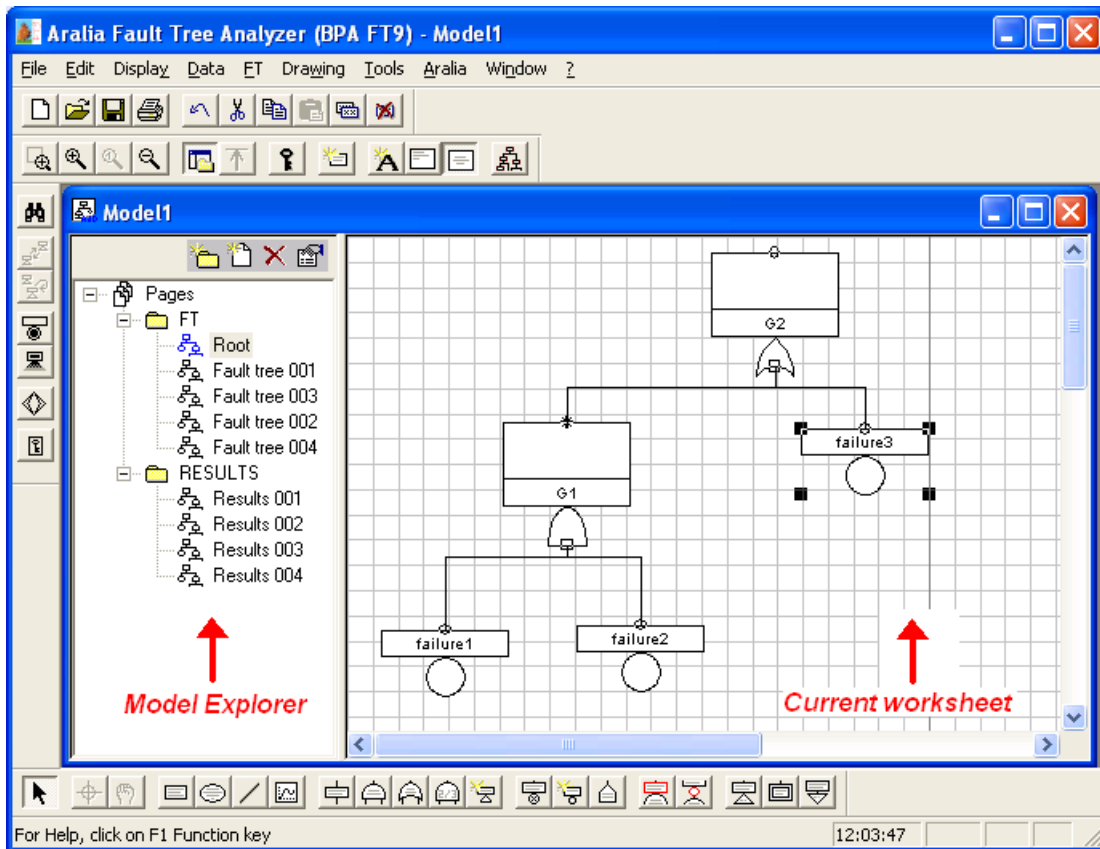 Aralia Fault Tree Analyzer (BPA FT9) - Model1
File Edit Display Data FT Drawing Tools Aralia Window ?
Model1
Pages
FT
Root
Fault tree 001
Fault tree 003
Fault tree 002
Fault tree 004
RESULTS
Results 001
Results 002
Results 003
Results 004
Model Explorer
G2
failure3
G1
failure1
failure2
Current worksheet
2/3
For Help, click on F1 Function key
12:03:47